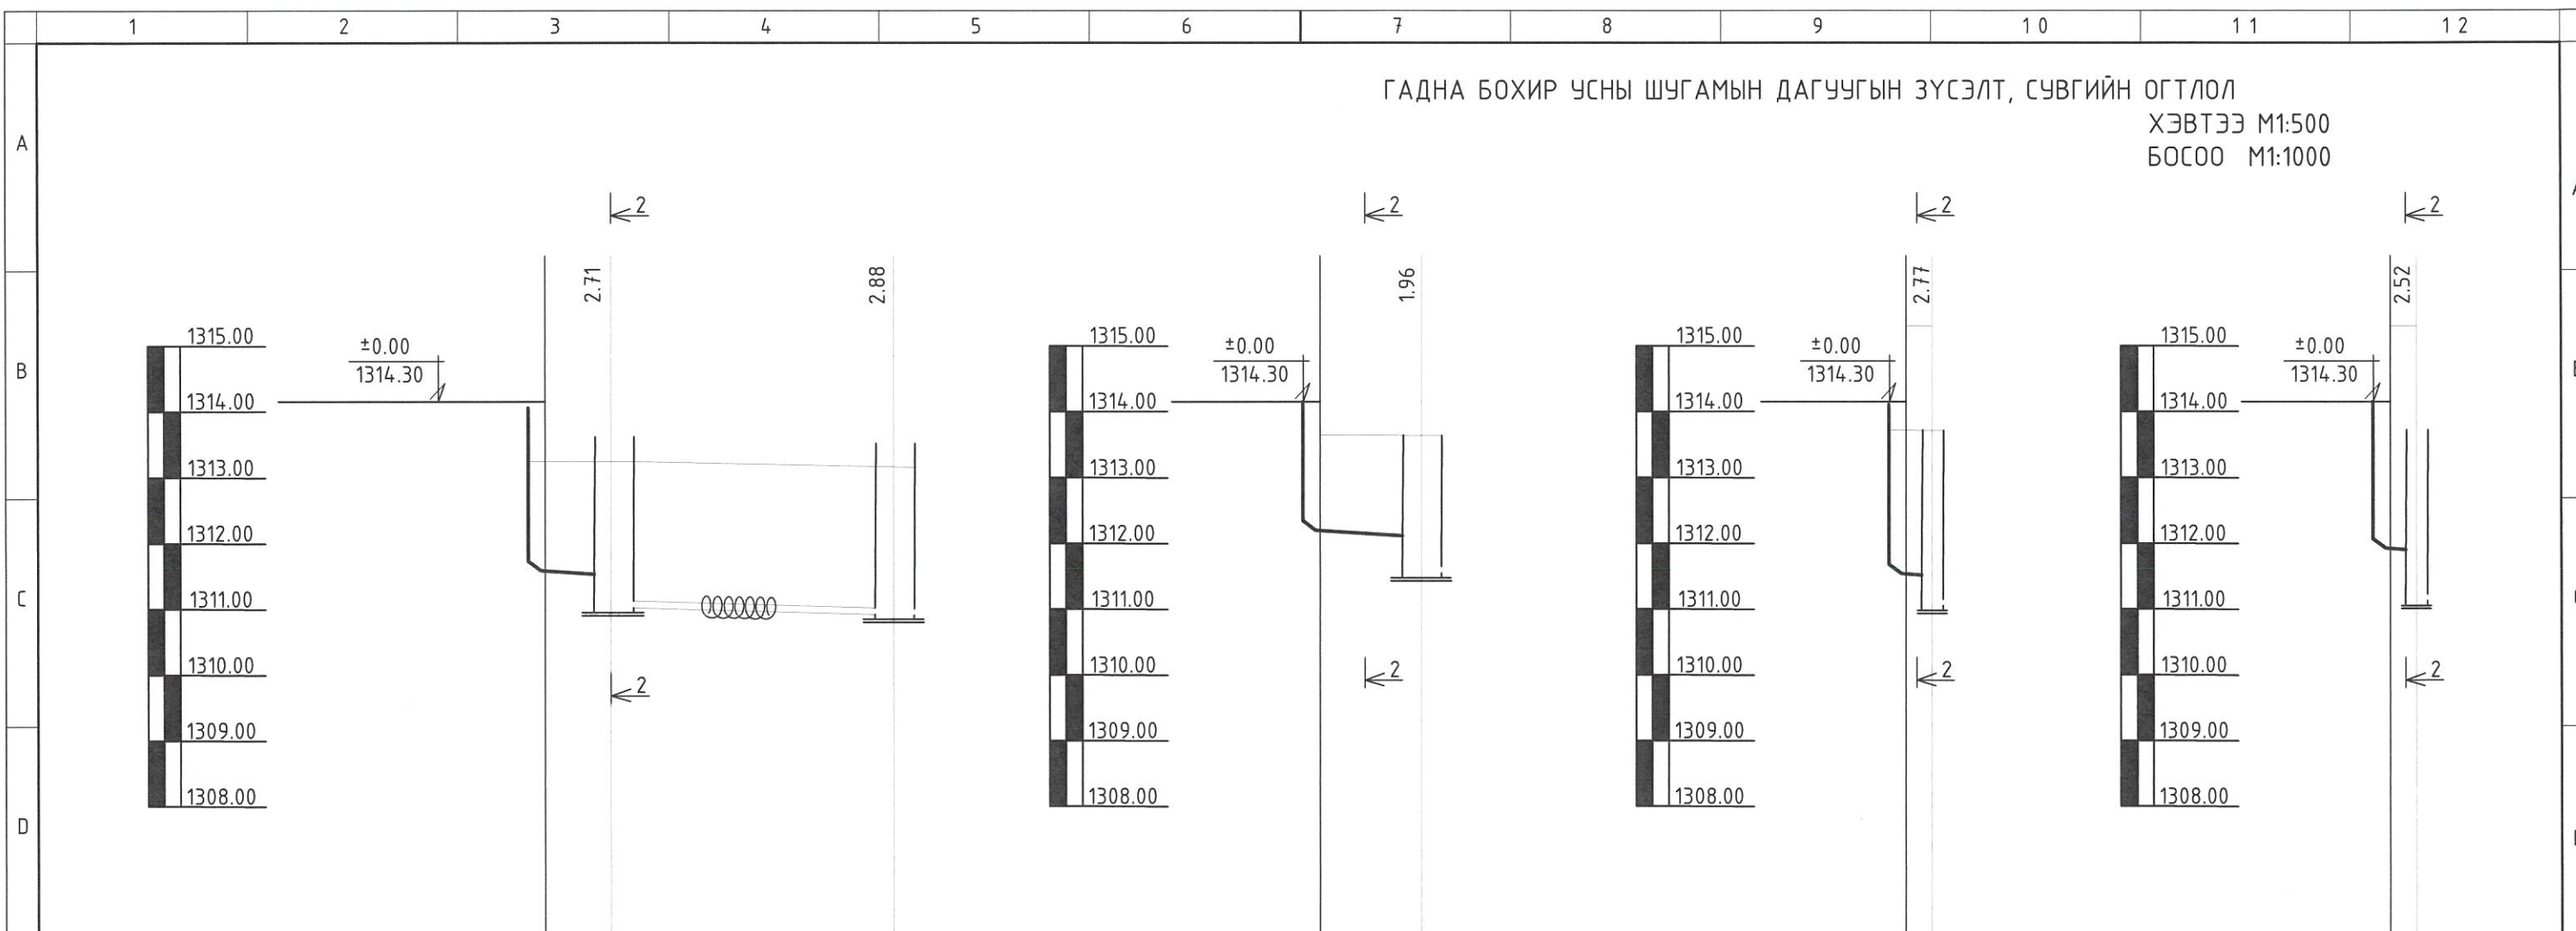 1 2 3 4 5 6 7 8 9 10 11 12
ГАДНА БОХИР УСНЫ ШУГАМЫН ДАГУУГЫН ЗҮСЭЛТ, СУВГИЙН ОГТЛОЛ
ХЭВТЭЭ М1:500
БОСОО М1:1000
A
2 2 2 2
2.71 2.88 1.96 2.77 2.52
1315.00 1315.00 1315.00 1315.00
±0.00 ±0.00 ±0.00 ±0.00
B
1314.30 1314.30 1314.30 1314.30
1314.00 1314.00 1314.00 1314.00
1313.00 1313.00 1313.00 1313.00
1312.00 1312.00 1312.00 1312.00
C
1311.00 1311.00 1311.00 1311.00
1310.00 1310.00 1310.00 1310.00
2 2 2 2
1309.00 1309.00 1309.00 1309.00
1308.00 1308.00 1308.00 1308.00
D